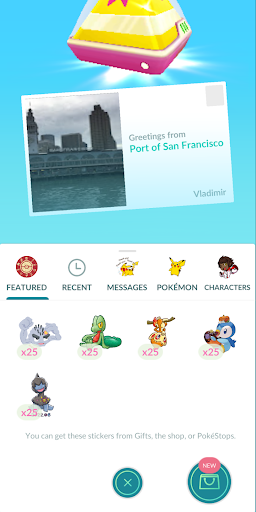 Greetings from
Port of San Francisco
Vladimir
FEATURED
RECENT
MESSAGES
POKÉMON
CHARACTERS
x25
x25
x25
x25
x25
You can get these stickers from Gifts, the shop, or PokéStops.
NEW